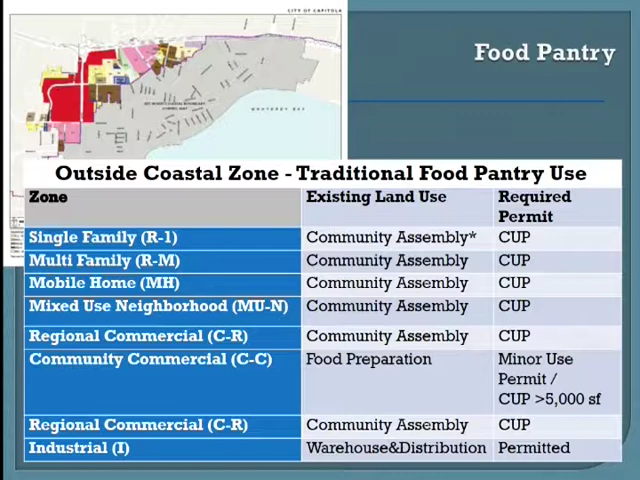 CITY OF CAPITOLA
Food Pantry
MONTEREY BAY
Outside Coastal Zone - Traditional Food Pantry Use
Zone Existing Land Use Required Permit
Single Family (R-1) Community Assembly* CUP
Multi Family (R-M) Community Assembly CUP
Mobile Home (MH) Community Assembly CUP
Mixed Use Neighborhood (MU-N) Community Assembly CUP
Regional Commercial (C-R) Community Assembly CUP
Community Commercial (C-C) Food Preparation Minor Use Permit / CUP >5,000 sf
Regional Commercial (C-R) Community Assembly CUP
Industrial (I) Warehouse&Distribution Permitted